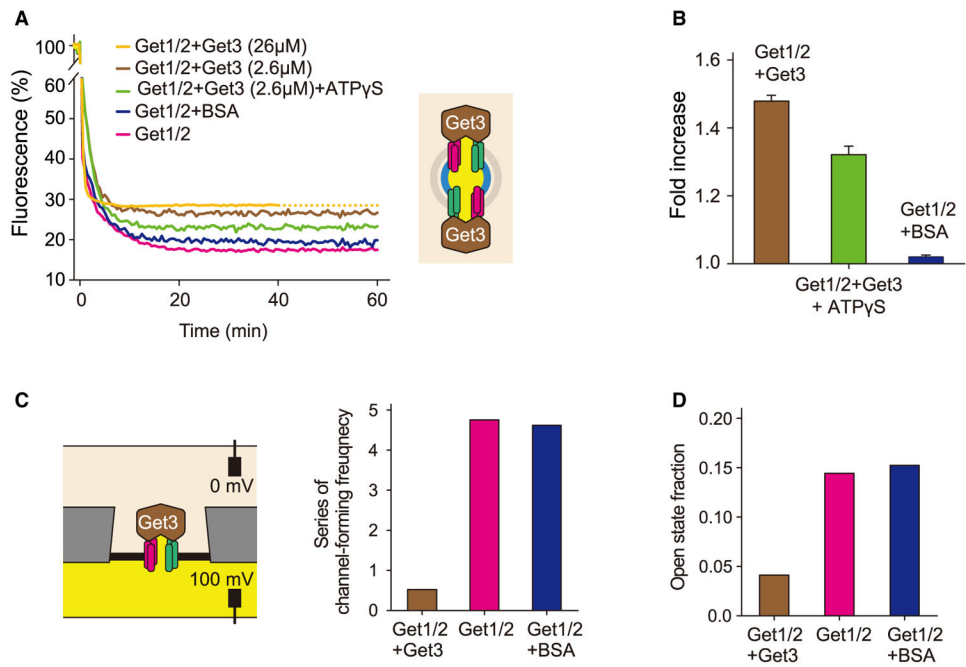 A
Fluorescence (%)
100
60
50
40
30
20
10
Get1/2+Get3 (26μM)
Get1/2+Get3 (2.6μM)
Get1/2+Get3 (2.6μM)+ATPγS
Get1/2+BSA
Get1/2
0
20
40
60
Time (min)
Get3
Get3
B
Fold increase
1.6
1.4
1.2
1.0
Get1/2
+Get3
Get1/2
+BSA
Get1/2+Get3
+ ATPγS
C
0 mV
Get3
100 mV
Series of
channel-forming freuqnecy
5
4
3
2
1
0
Get1/2
+Get3
Get1/2
Get1/2
+BSA
D
Open state fraction
0.20
0.15
0.10
0.05
0.00
Get1/2
+Get3
Get1/2
Get1/2
+BSA